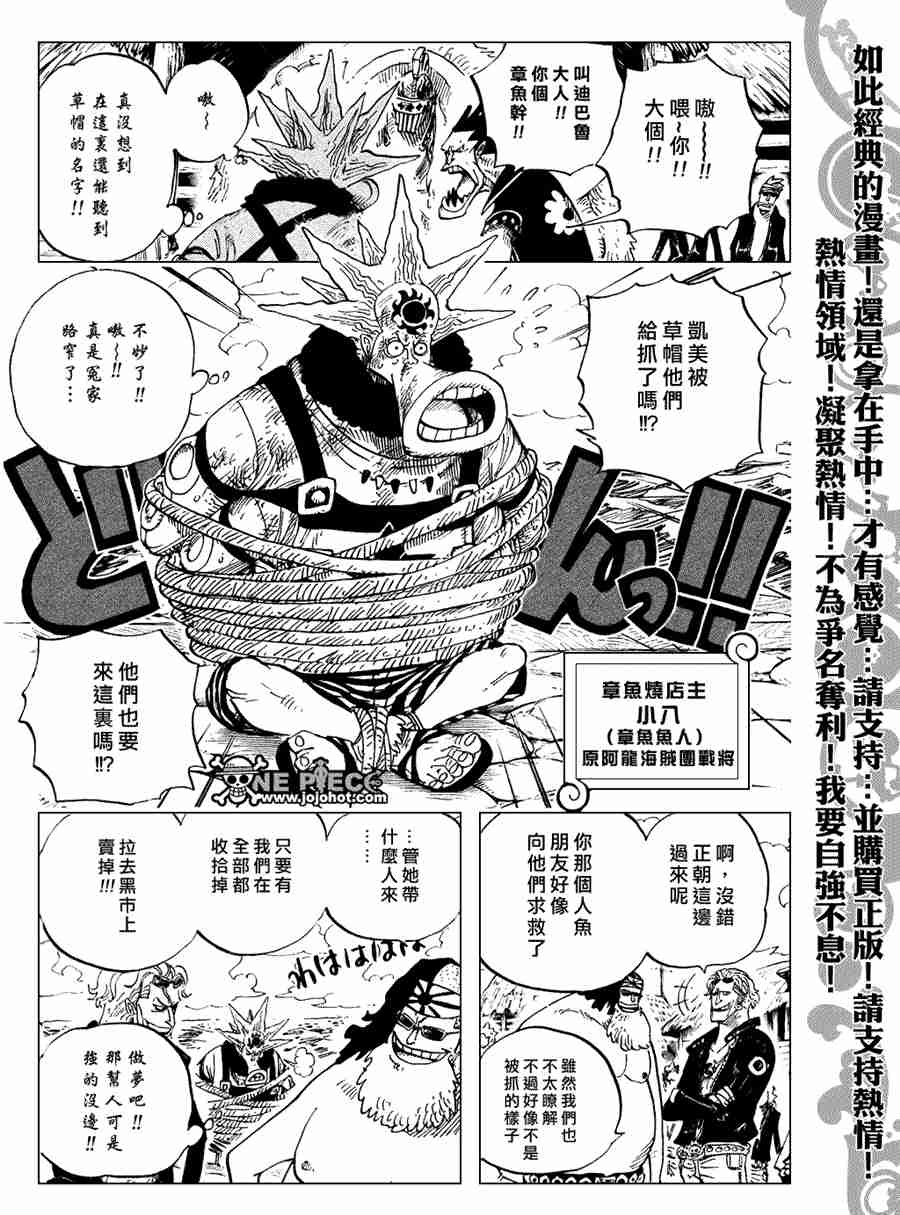 嗷～!!
喂～你!!
大個!!
叫迪巴魯
大人!!
你個
章魚幹!!
嗷～
真沒想到
在這裏還能聽到
草帽的名字!!
凱美被
草帽他們
給抓了嗎!!?
不妙了!!
嗷～!!
真是冤家
路窄了…
どんっ!!
他們也要
來這裏嗎!!?
章魚燒店主
小八
(章魚魚人)
原阿龍海賊團戰將
ONE PIECE
www.jojohot.com
啊，沒錯
正朝這邊
過來呢
你那個人魚
朋友好像
向他們求救了
雖然我們也
不太瞭解
不過好像不是
被抓的樣子
…管她帶
…什麼人來
只要有
我們在
全部都
收拾掉
拉去黑市上
賣掉!!!
わははははは
做夢吧!!
那幫人可是
強的沒邊!!
如此經典的漫畫！還是拿在手中…才有感覺…請支持…並購買正版！請支持熱情！
熱情領域！凝聚熱情！不為爭名奪利！我要自強不息！